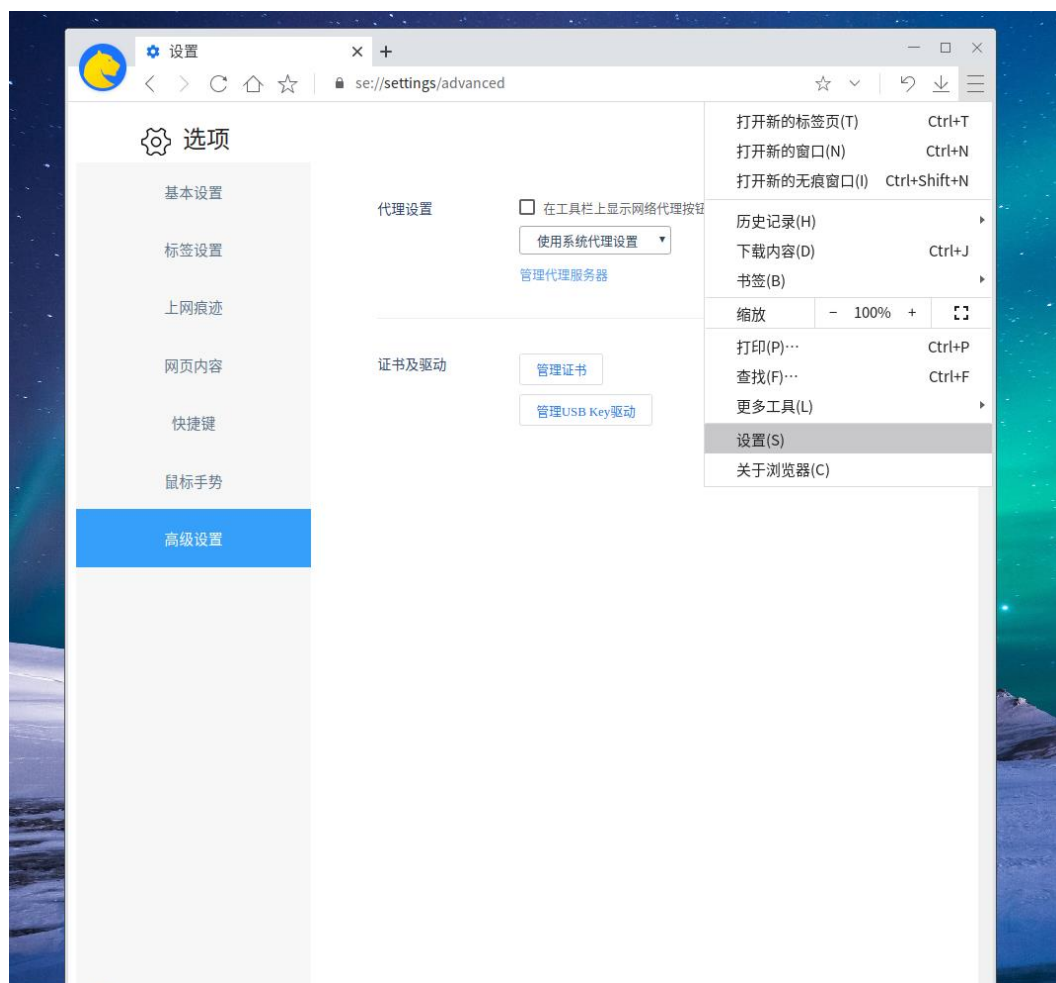 设置
se://settings/advanced
选项
基本设置
标签设置
上网痕迹
网页内容
快捷键
鼠标手势
高级设置
代理设置
在工具栏上显示网络代理按钮
使用系统代理设置
管理代理服务器
证书及驱动
管理证书
管理USB Key驱动
打开新的标签页(T) Ctrl+T
打开新的窗口(N) Ctrl+N
打开新的无痕窗口(I) Ctrl+Shift+N
历史记录(H)
下载内容(D) Ctrl+J
书签(B)
缩放 - 100% +
打印(P)··· Ctrl+P
查找(F)··· Ctrl+F
更多工具(L)
设置(S)
关于浏览器(C)